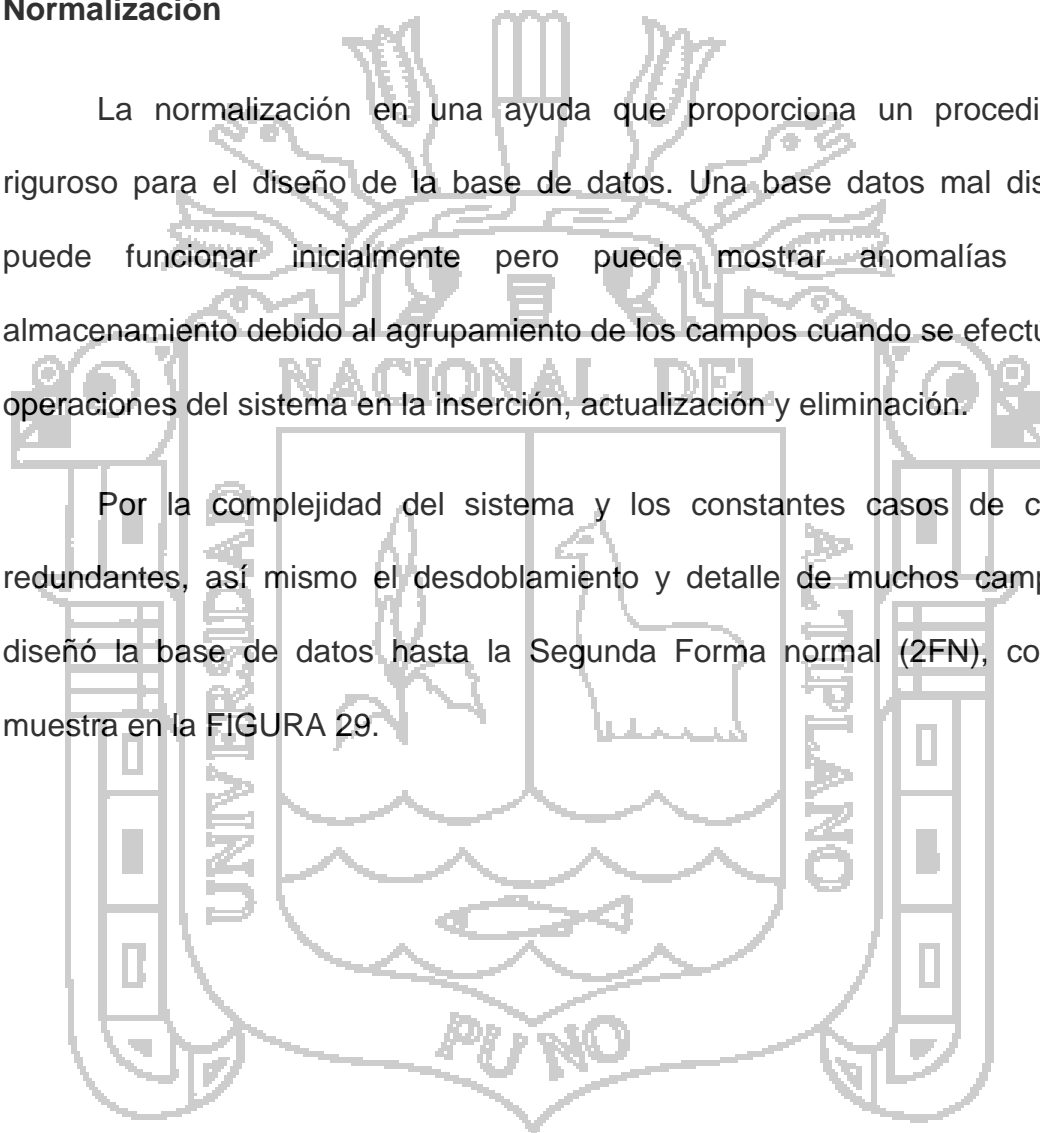 Normalización
La normalización en una ayuda que proporciona un procedi
riguroso para el diseño de la base de datos. Una base datos mal dis
puede funcionar inicialmente pero puede mostrar anomalías
almacenamiento debido al agrupamiento de los campos cuando se efectu
operaciones del sistema en la inserción, actualización y eliminación.
Por la complejidad del sistema y los constantes casos de c
redundantes, así mismo el desdoblamiento y detalle de muchos camp
diseñó la base de datos hasta la Segunda Forma normal (2FN), co
muestra en la FIGURA 29.
UNIVERSIDAD
NACIONAL DEL
ALTIPLANO
PUNO